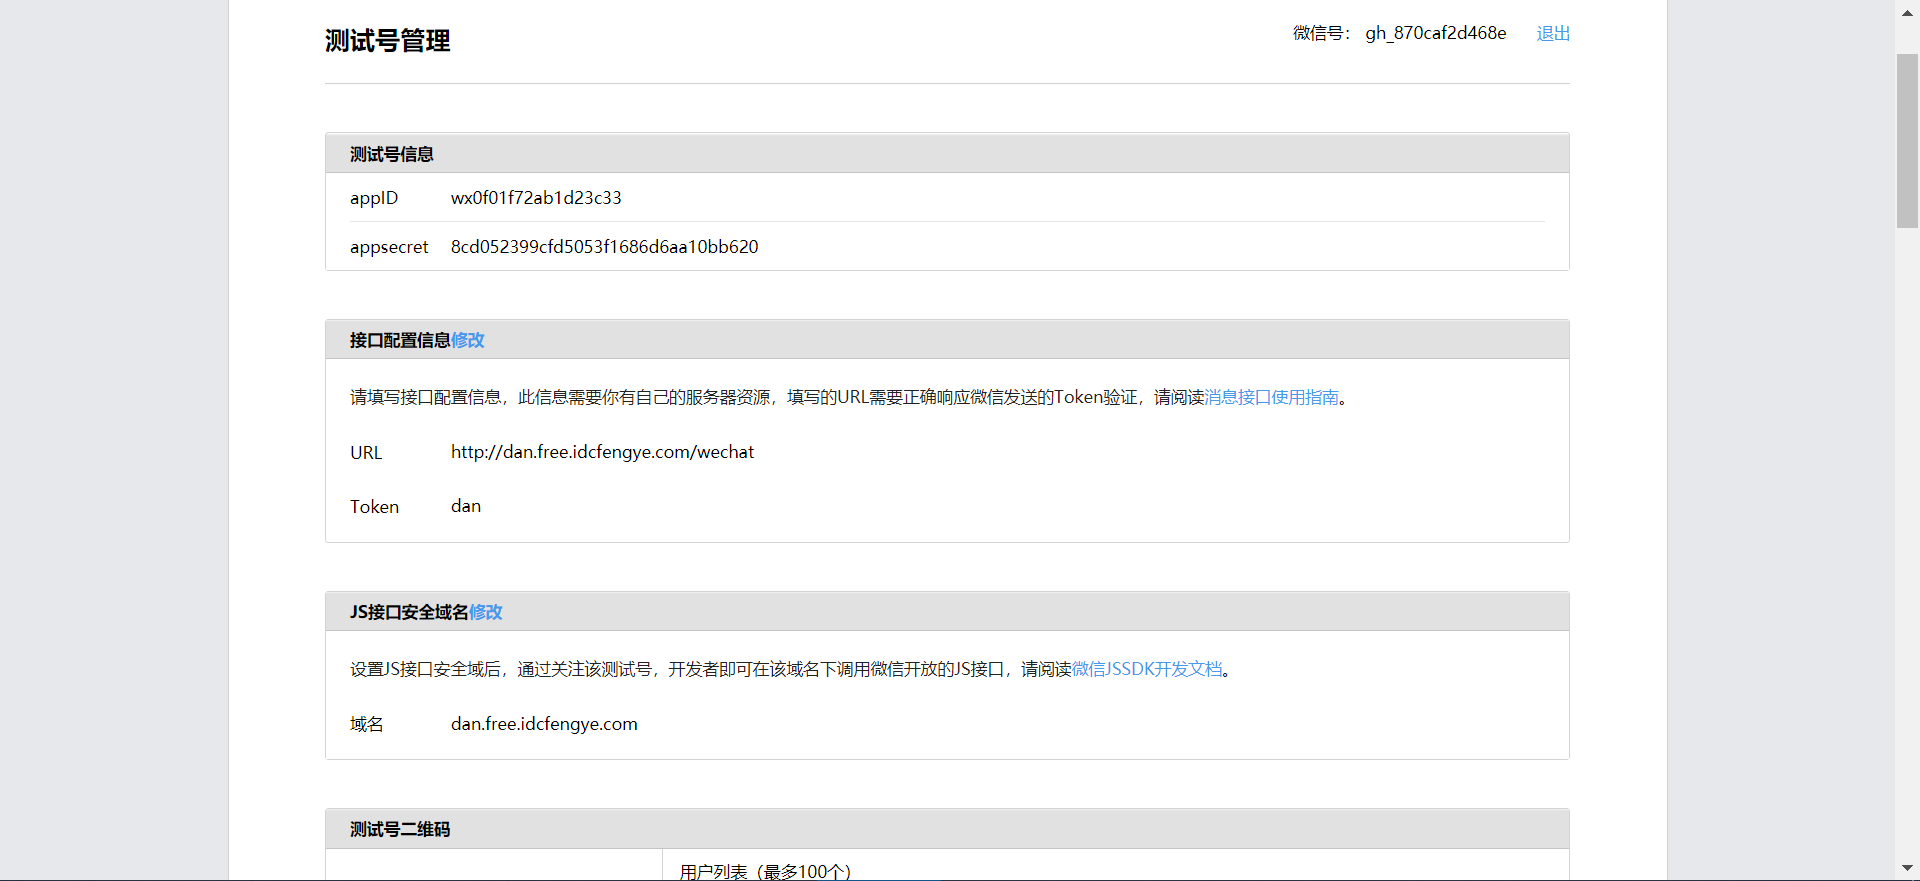 测试号管理
微信号： gh_870caf2d468e 退出
测试号信息
appID wx0f01f72ab1d23c33
appsecret 8cd052399cfd5053f1686d6aa10bb620
接口配置信息修改
请填写接口配置信息，此信息需要你有自己的服务器资源，填写的URL需要正确响应微信发送的Token验证，请阅读消息接口使用指南。
URL http://dan.free.idcfengye.com/wechat
Token dan
JS接口安全域名修改
设置JS接口安全域后，通过关注该测试号，开发者即可在该域名下调用微信开放的JS接口，请阅读微信JSSDK开发文档。
域名 dan.free.idcfengye.com
测试号二维码
用户列表（最多100个）